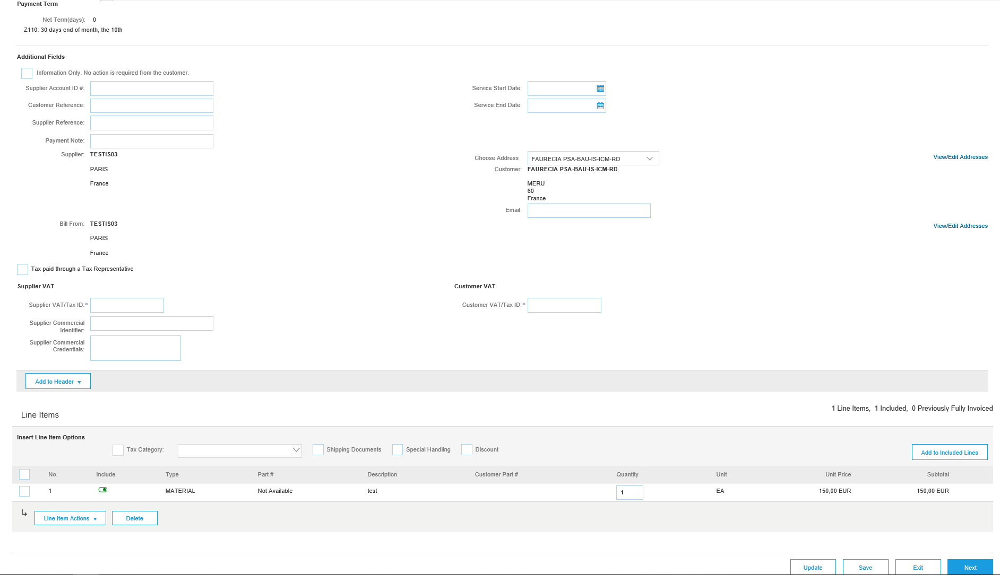 Payment Term
Net Term(days): 0
Z110: 30 days end of month, the 10th
Additional Fields
Information Only. No action is required from the customer.
Supplier Account ID #:
Service Start Date:
Customer Reference:
Service End Date:
Supplier Reference:
Payment Note:
Supplier: TESTIS03
Choose Address FAURECIA PSA-BAU-IS-ICM-RD
View/Edit Addresses
PARIS
Customer: FAURECIA PSA-BAU-IS-ICM-RD
France
MERU
60
France
Email:
Bill From: TESTIS03
View/Edit Addresses
PARIS
France
Tax paid through a Tax Representative
Supplier VAT
Customer VAT
Supplier VAT/Tax ID:*
Customer VAT/Tax ID:*
Supplier Commercial
Identifier:
Supplier Commercial
Credentials:
Add to Header
Line Items
1 Line Items, 1 Included, 0 Previously Fully Invoiced
Insert Line Item Options
Tax Category: Shipping Documents Special Handling Discount
Add to Included Lines
No. Include Type Part # Description Customer Part # Quantity Unit Unit Price Subtotal
1 MATERIAL Not Available test 1 EA 150,00 EUR 150,00 EUR
Line Item Actions Delete
Update Save Exit Next